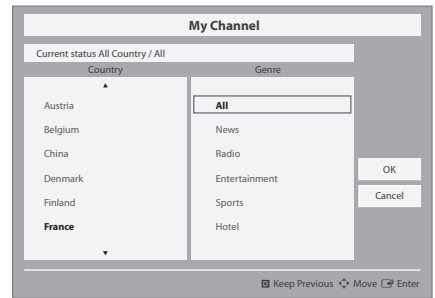 My Channel
Current status All Country / All
Country Genre
Austria All
Belgium News
China Radio
Denmark Entertainment
Finland Sports
France Hotel
OK
Cancel
D Keep Previous Move Enter